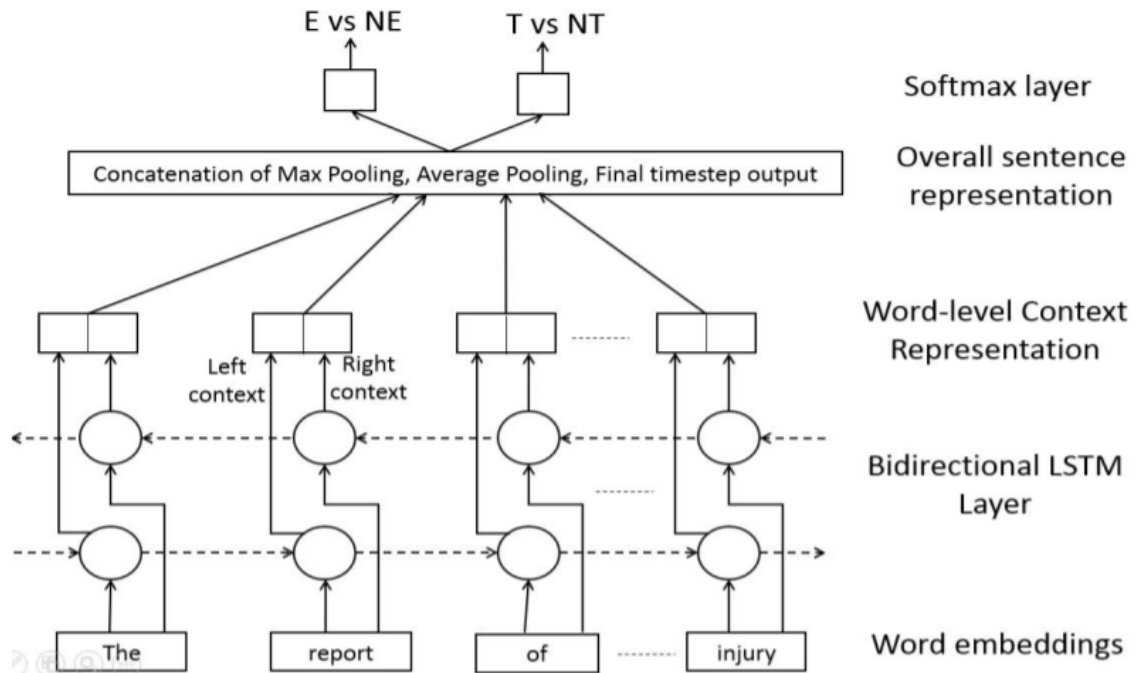 E vs NE
T vs NT
Softmax layer
Concatenation of Max Pooling, Average Pooling, Final timestep output
Overall sentence
representation
Word-level Context
Representation
Left
context
Right
context
Bidirectional LSTM
Layer
The
report
of
injury
Word embeddings